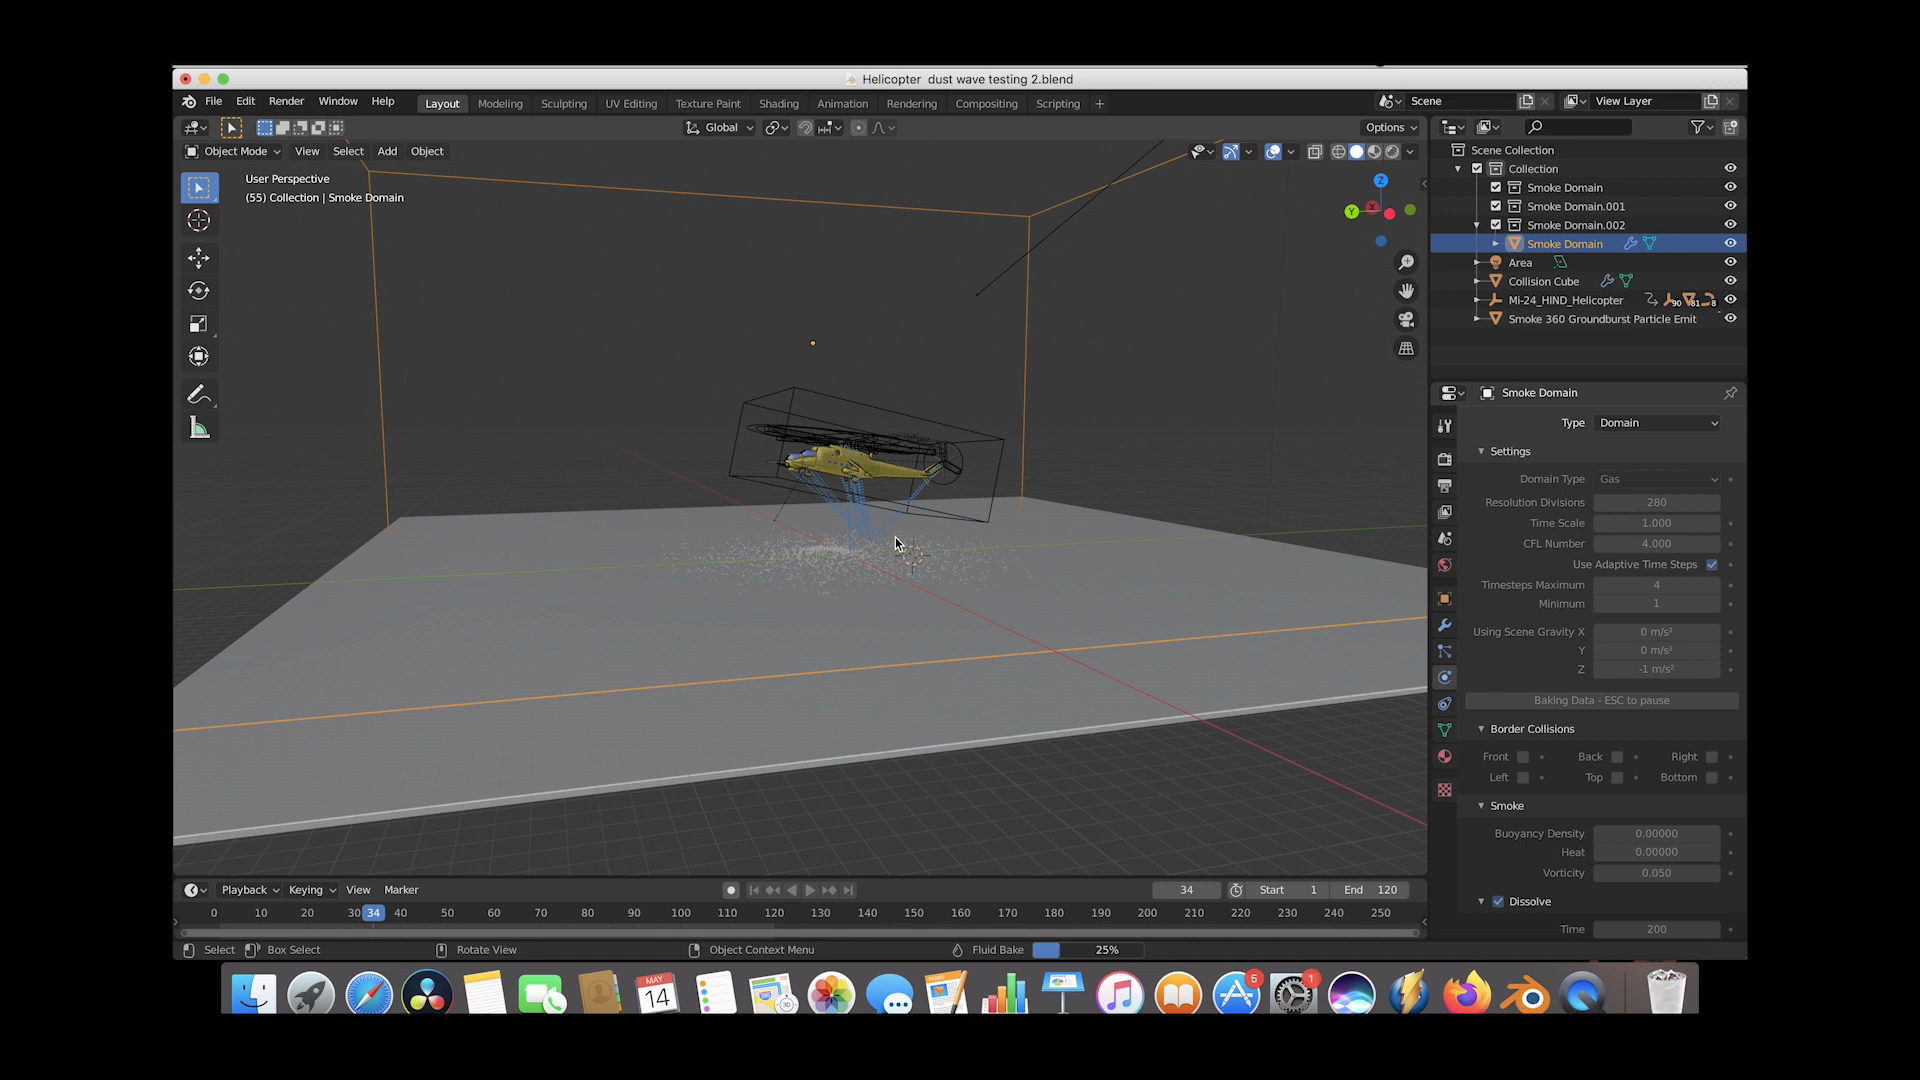 Helicopter  dust wave testing 2.blend
File Edit Render Window Help Layout Modeling Sculpting UV Editing Texture Paint Shading Animation Rendering Compositing Scripting + Scene View Layer
Global Options
Object Mode View Select Add Object
User Perspective
(55) Collection | Smoke Domain
Z
Y
X
Scene Collection
Collection
Smoke Domain
Smoke Domain.001
Smoke Domain.002
Smoke Domain
Area
Collision Cube
Mi-24_HIND_Helicopter 90 81 8
Smoke 360 Groundburst Particle Emit
Smoke Domain
Type Domain
Settings
Domain Type Gas
Resolution Divisions 280
Time Scale 1.000
CFL Number 4.000
Use Adaptive Time Steps
Timesteps Maximum 4
Minimum 1
Using Scene Gravity X 0 m/s²
Y 0 m/s²
Z -1 m/s²
Baking Data - ESC to pause
Border Collisions
Front Back Right
Left Top Bottom
Smoke
Buoyancy Density 0.00000
Heat 0.00000
Vorticity 0.050
Dissolve
Time 200
Playback Keying View Marker 34 Start 1 End 120
0 10 20 30 34 40 50 60 70 80 90 100 110 120 130 140 150 160 170 180 190 200 210 220 230 240 250
Select Box Select Rotate View Object Context Menu Fluid Bake 25%
MAY
14
5
1